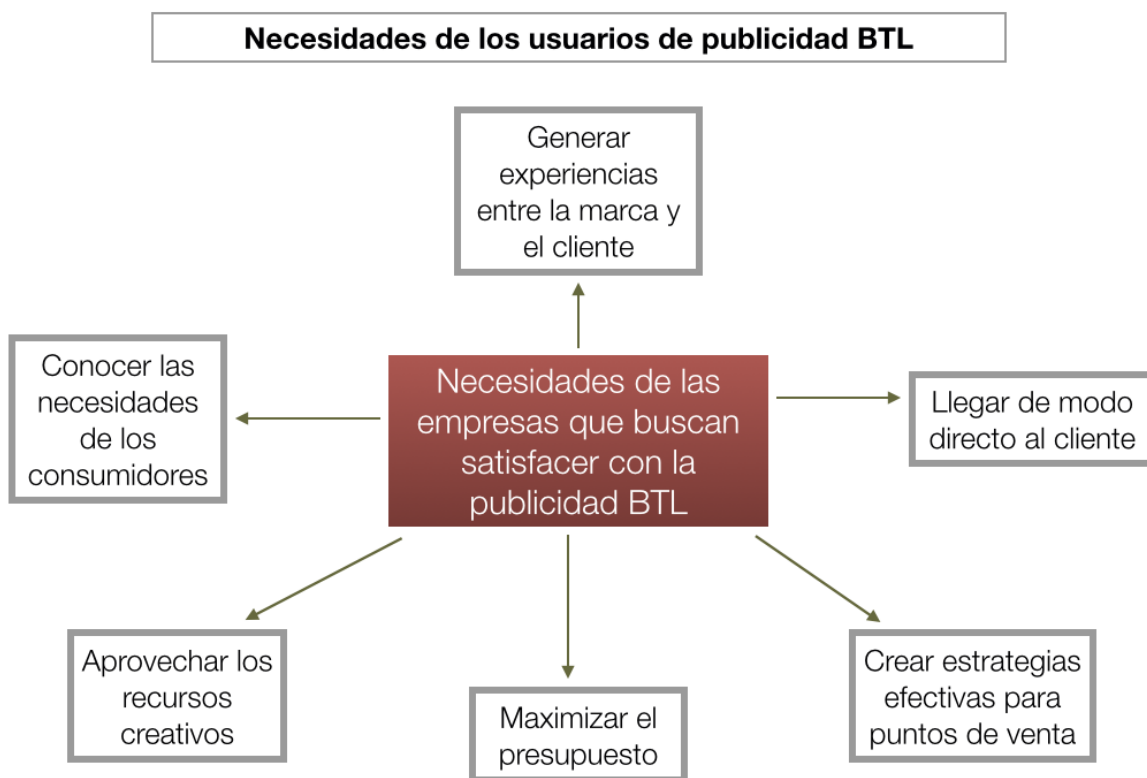 Necesidades de los usuarios de publicidad BTL
Generar
experiencias
entre la marca y
el cliente
Conocer las
necesidades
de los
consumidores
Necesidades de las
empresas que buscan
satisfacer con la
publicidad BTL
Llegar de modo
directo al cliente
Aprovechar los
recursos
creativos
Maximizar el
presupuesto
Crear estrategias
efectivas para
puntos de venta